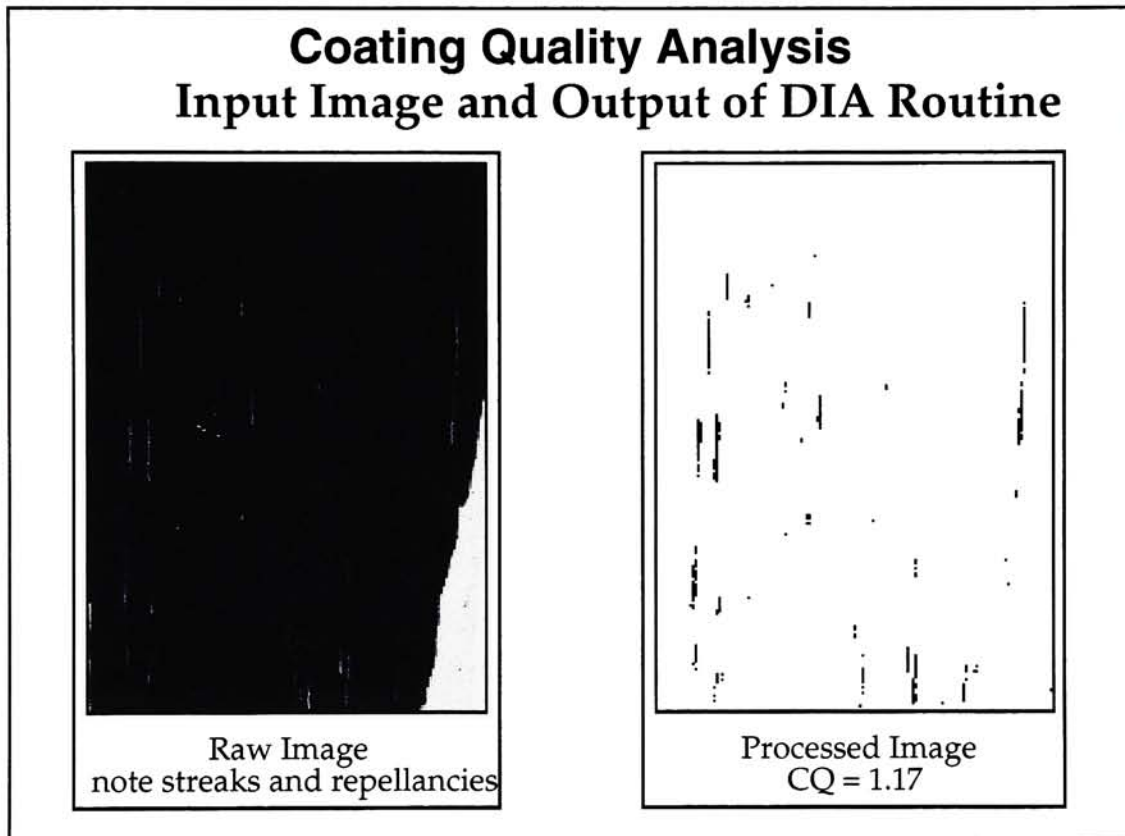 Coating Quality Analysis
Input Image and Output of DIA Routine
Raw Image
note streaks and repellancies
Processed Image
CQ = 1.17